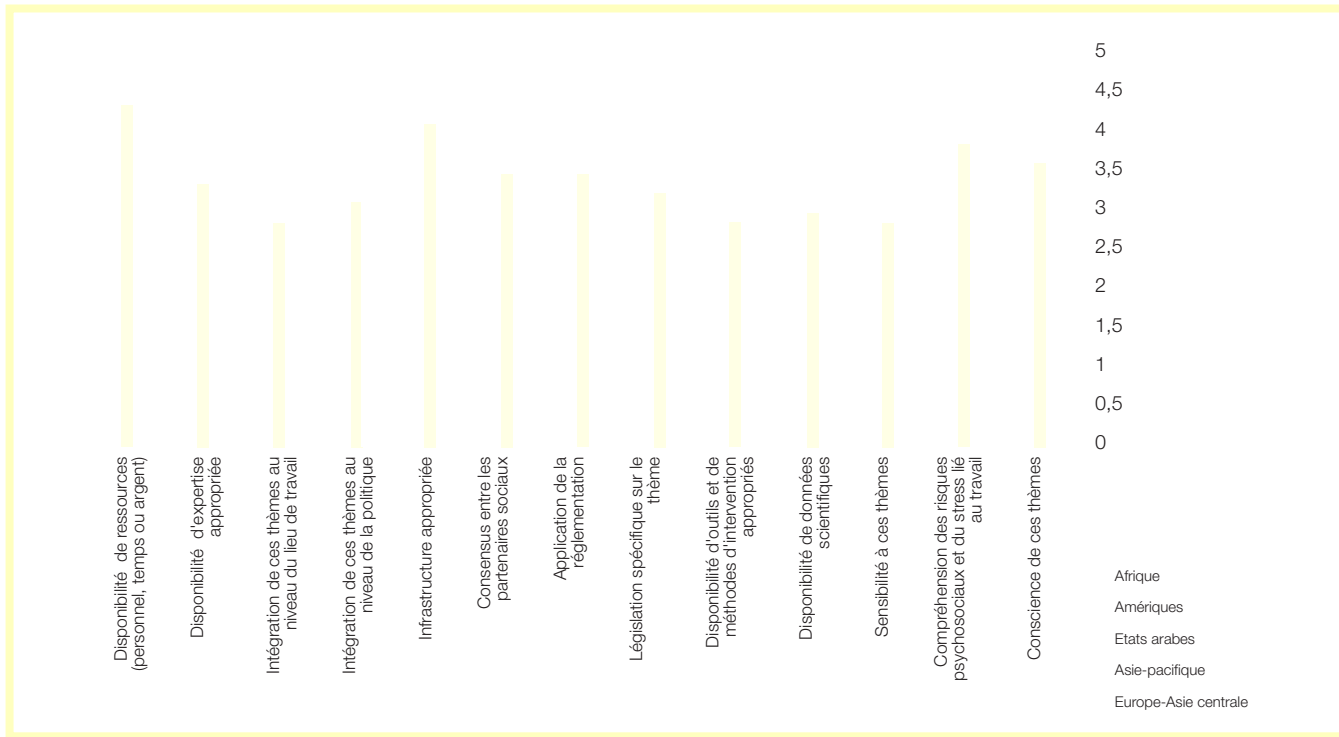 5
4,5
4
3,5
3
2,5
2
1,5
1
0,5
0
Disponibilité de ressources
(personnel, temps ou argent)
Disponibilité d'expertise
appropriée
Intégration de ces thèmes au
niveau du lieu de travail
Intégration de ces thèmes au
niveau de la politique
Infrastructure appropriée
Consensus entre les
partenaires sociaux
Application de la
réglementation
Législation spécifique sur le
thème
Disponibilité d'outils et de
méthodes d'intervention
appropriés
Disponibilité de données
scientifiques
Sensibilité à ces thèmes
Compréhension des risques
psychosociaux et du stress lié
au travail
Conscience de ces thèmes
Afrique
Amériques
Etats arabes
Asie-pacifique
Europe-Asie centrale